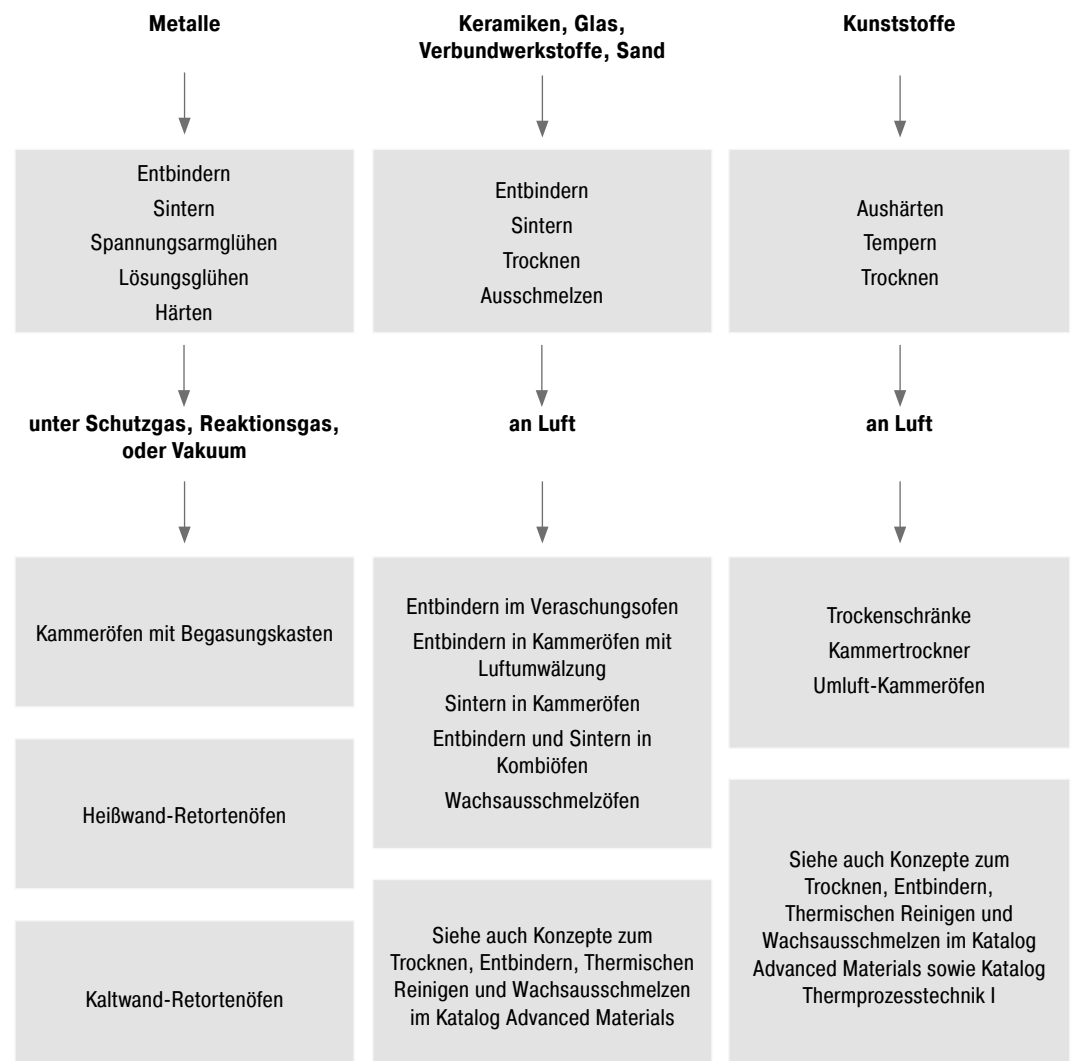 Metalle
Entbindern
Sintern
Spannungsarmglühen
Lösungsglühen
Härten
unter Schutzgas, Reaktionsgas,
oder Vakuum
Kammeröfen mit Begasungskasten
Heißwand-Retortenöfen
Kaltwand-Retortenöfen
Keramiken, Glas,
Verbundwerkstoffe, Sand
Entbindern
Sintern
Trocknen
Ausschmelzen
an Luft
Entbindern im Veraschungsofen
Entbindern in Kammeröfen mit
Luftumwälzung
Sintern in Kammeröfen
Entbindern und Sintern in
Kombiöfen
Wachsausschmelzöfen
Siehe auch Konzepte zum
Trocknen, Entbindern, Thermischen
Reinigen und Wachsausschmelzen
im Katalog Advanced Materials
Kunststoffe
Aushärten
Tempern
Trocknen
an Luft
Trockenschränke
Kammertrockner
Umluft-Kammeröfen
Siehe auch Konzepte zum
Trocknen, Entbindern,
Thermischen Reinigen und
Wachsausschmelzen im Katalog
Advanced Materials sowie Katalog
Thermprozesstechnik I